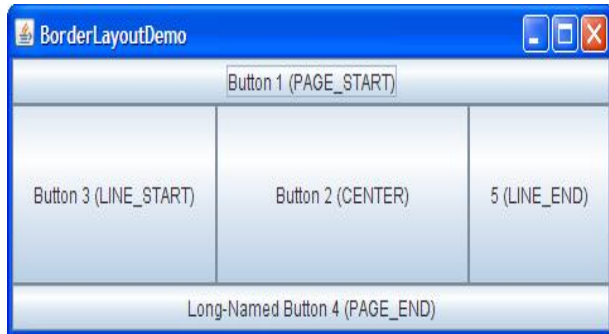 BorderLayoutDemo
Button 1 (PAGE_START)
Button 3 (LINE_START)
Button 2 (CENTER)
5 (LINE_END)
Long-Named Button 4 (PAGE_END)